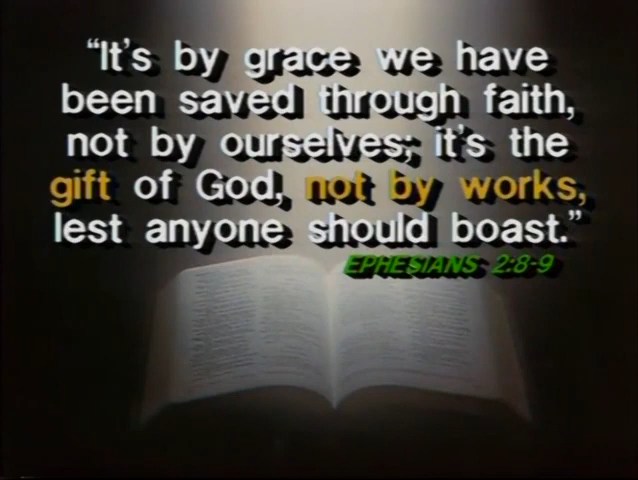 “It's by grace we have
been saved through faith,
not by ourselves; it's the
gift of God, not by works,
lest anyone should boast.”
EPHESIANS 2:8-9